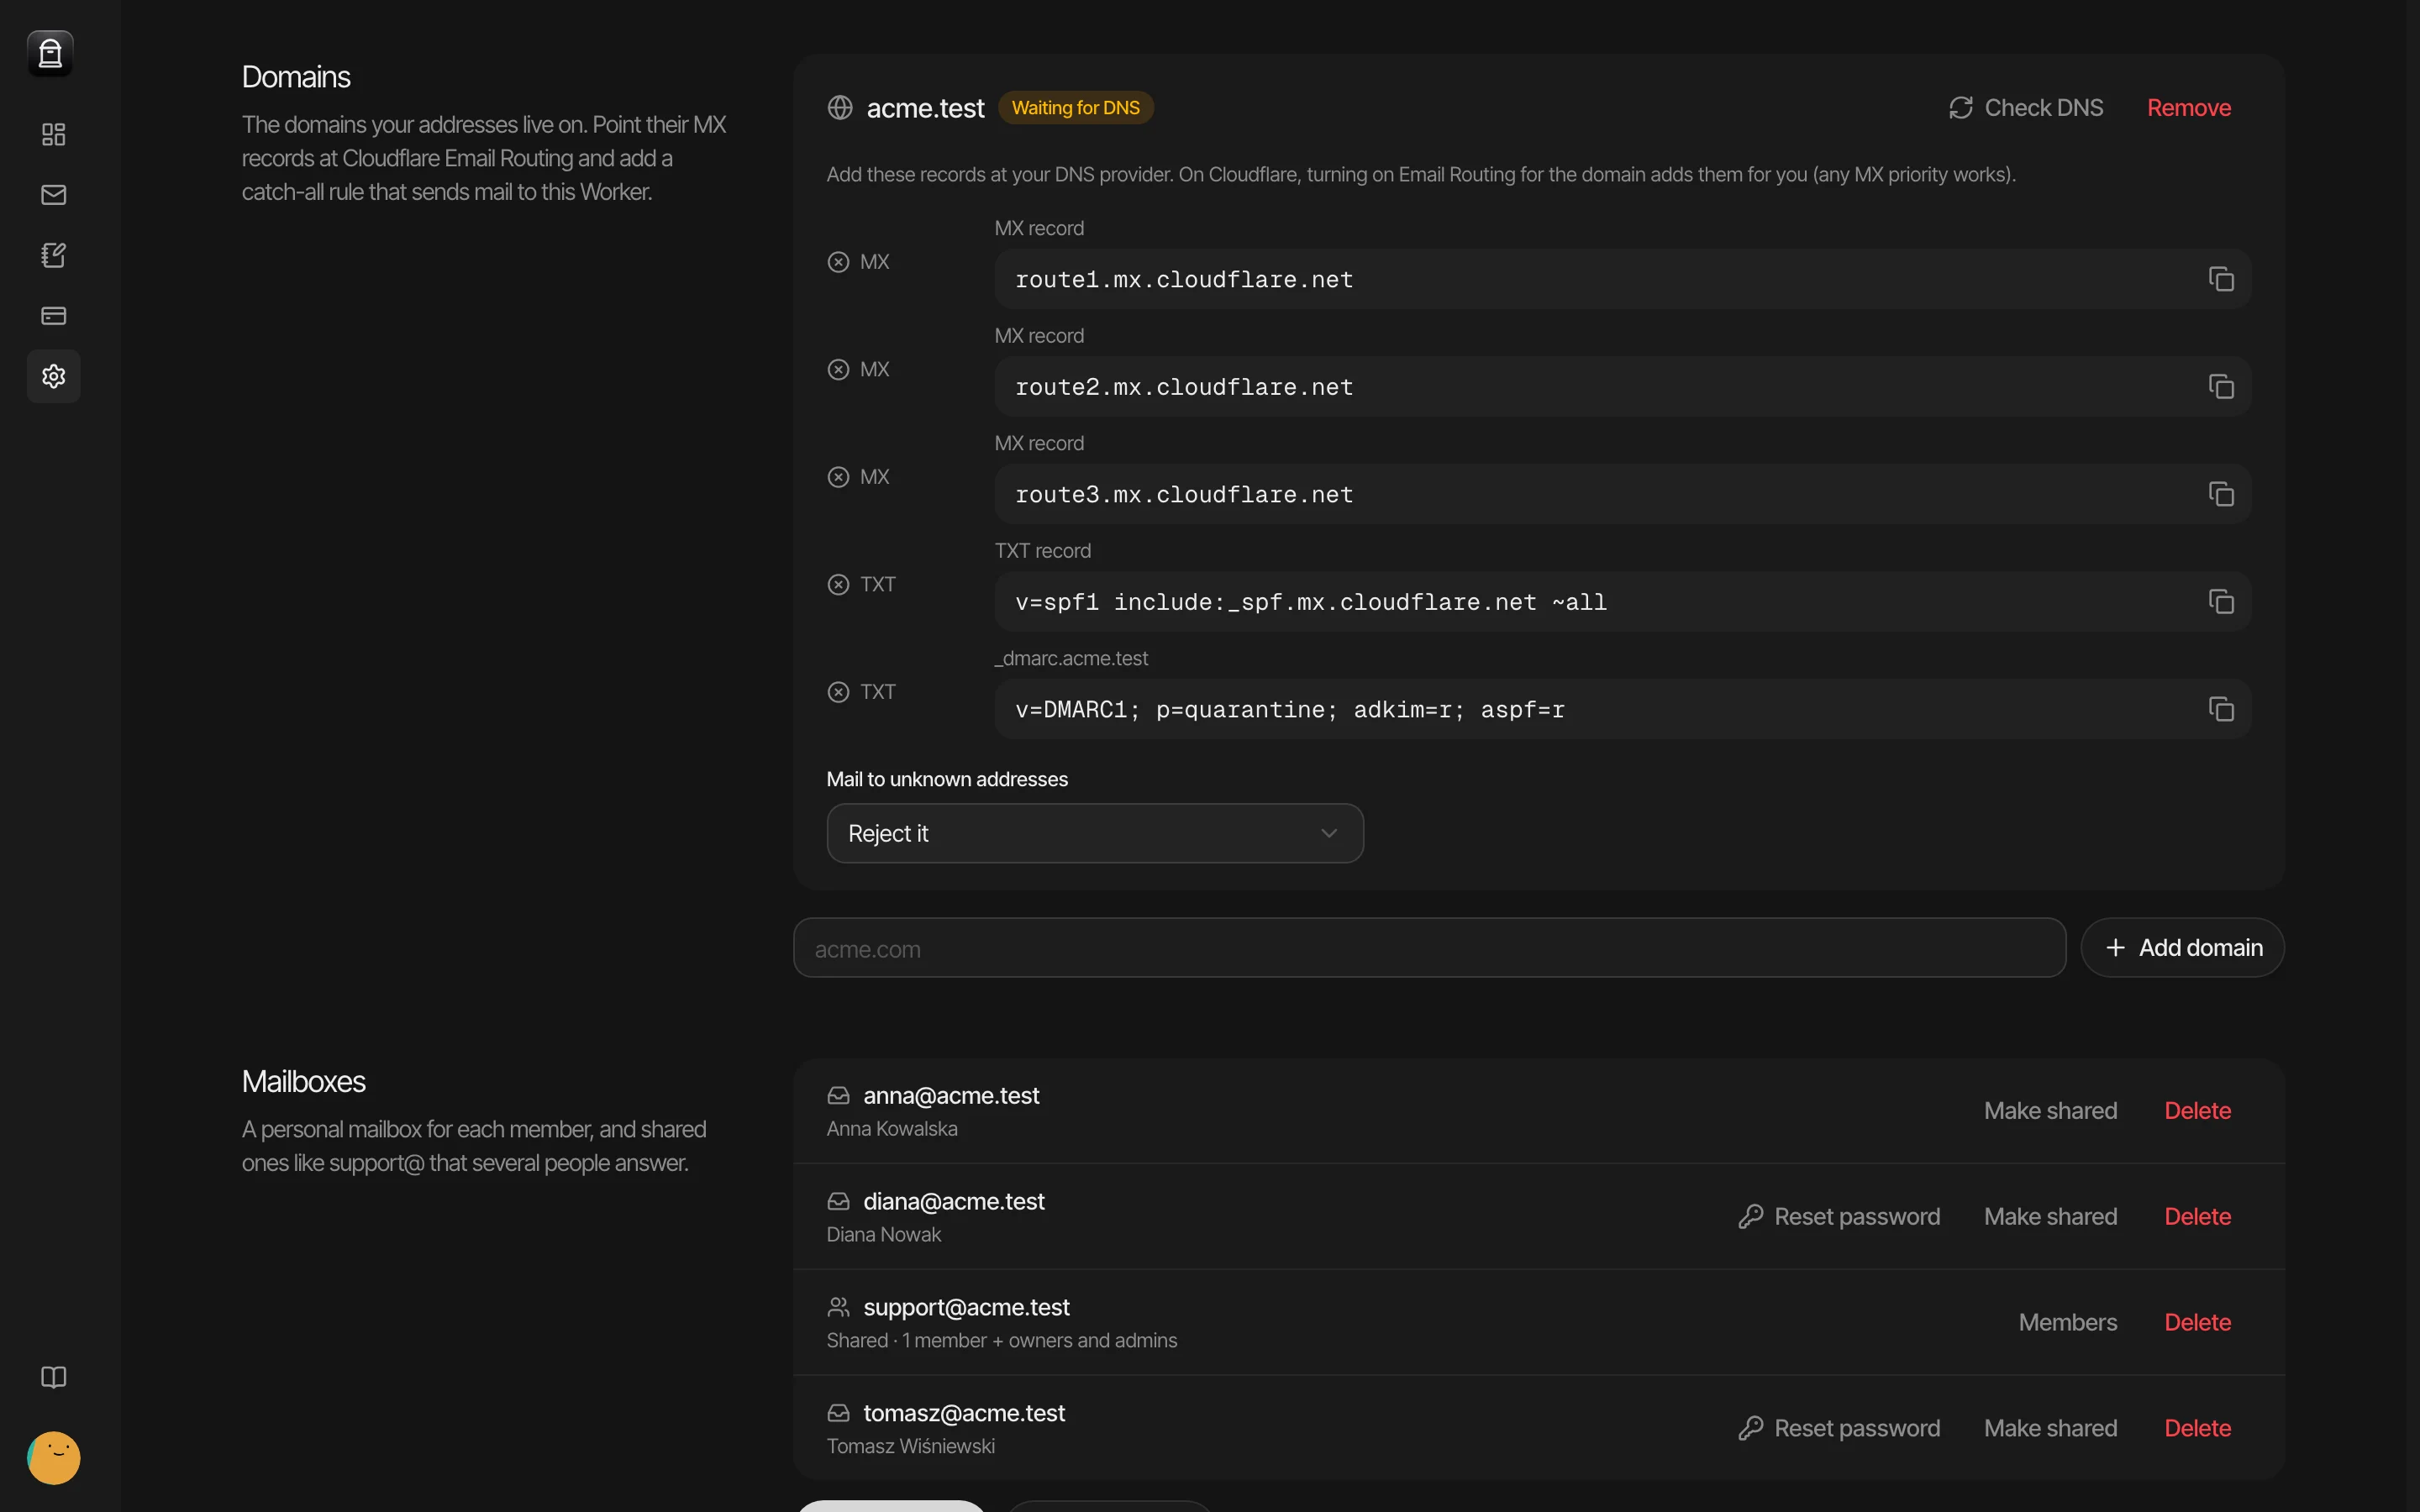 Domains
The domains your addresses live on. Point their MX
records at Cloudflare Email Routing and add a
catch-all rule that sends mail to this Worker.
acme.test
Waiting for DNS
Check DNS
Remove
Add these records at your DNS provider. On Cloudflare, turning on Email Routing for the domain adds them for you (any MX priority works).
MX
MX record
route1.mx.cloudflare.net
MX
MX record
route2.mx.cloudflare.net
MX
MX record
route3.mx.cloudflare.net
TXT
TXT record
v=spf1 include:_spf.mx.cloudflare.net ~all
TXT
_dmarc.acme.test
v=DMARC1; p=quarantine; adkim=r; aspf=r
Mail to unknown addresses
Reject it
acme.com
Add domain
Mailboxes
A personal mailbox for each member, and shared
ones like support@ that several people answer.
anna@acme.test
Anna Kowalska
Make shared
Delete
diana@acme.test
Diana Nowak
Reset password
Make shared
Delete
support@acme.test
Shared · 1 member + owners and admins
Members
Delete
tomasz@acme.test
Tomasz Wiśniewski
Reset password
Make shared
Delete